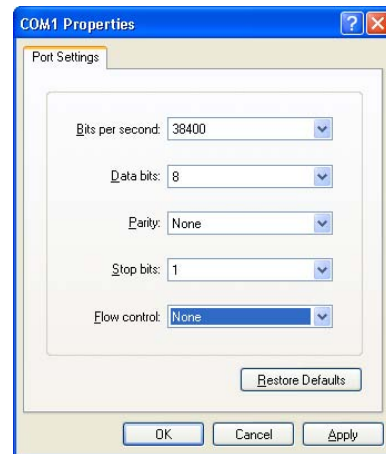 COM1 Properties
Port Settings
Bits per second: 38400
Data bits: 8
Parity: None
Stop bits: 1
Flow control: None
Restore Defaults
OK Cancel Apply